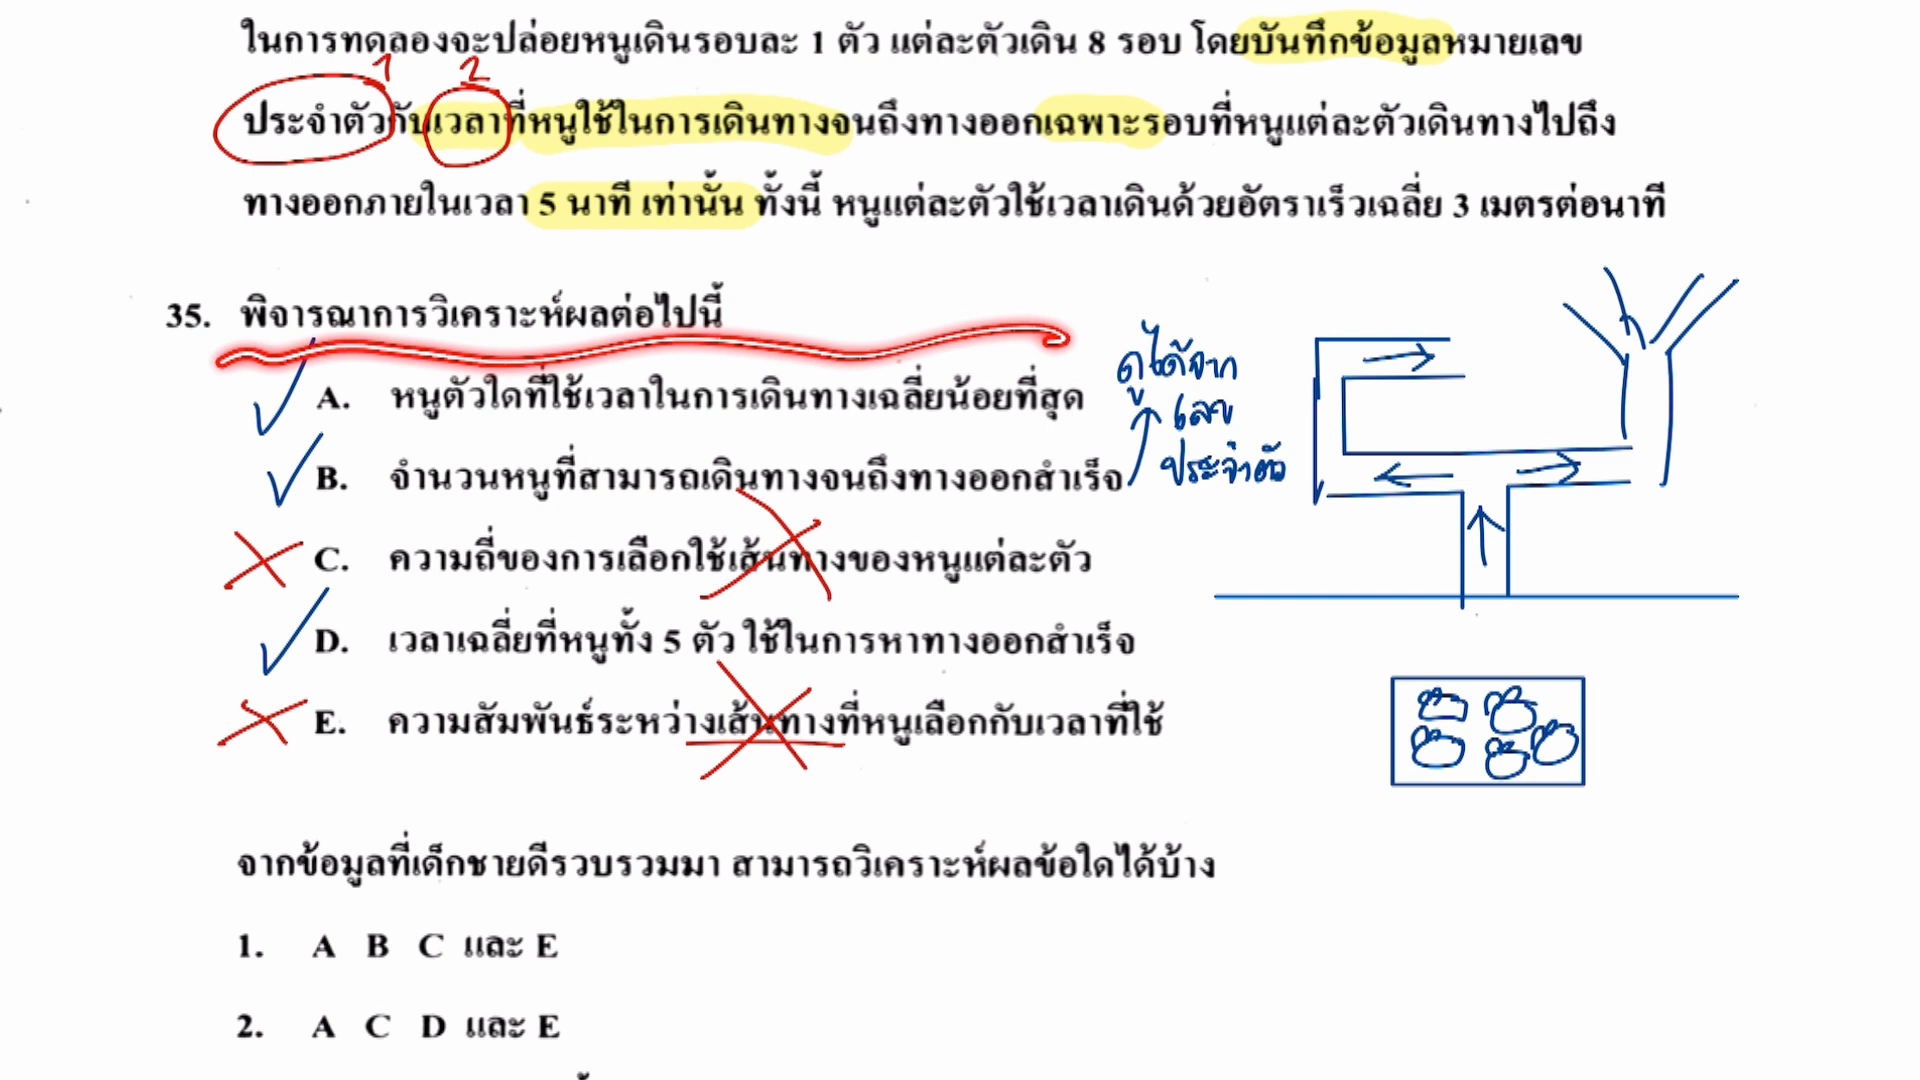 ในการทดลองจะปล่อยหนูเดินรอบละ 1 ตัว แต่ละตัวเดิน 8 รอบ โดยบันทึกข้อมูลหมายเลข
1 2
ประจำตัวกับเวลาที่หนูใช้ในการเดินทางจนถึงทางออกเฉพาะรอบที่หนูแต่ละตัวเดินทางไปถึง
ทางออกภายในเวลา 5 นาที เท่านั้น ทั้งนี้ หนูแต่ละตัวใช้เวลาเดินด้วยอัตราเร็วเฉลี่ย 3 เมตรต่อนาที
35. พิจารณาการวิเคราะห์ผลต่อไปนี้
A. หนูตัวใดที่ใช้เวลาในการเดินทางเฉลี่ยน้อยที่สุด
B. จำนวนหนูที่สามารถเดินทางจนถึงทางออกสำเร็จ
C. ความถี่ของการเลือกใช้เส้นทางของหนูแต่ละตัว
D. เวลาเฉลี่ยที่หนูทั้ง 5 ตัว ใช้ในการหาทางออกสำเร็จ
E. ความสัมพันธ์ระหว่างเส้นทางที่หนูเลือกกับเวลาที่ใช้
ดูได้จาก
เลข
ประจำตัว
จากข้อมูลที่เด็กชายดีรวบรวมมา สามารถวิเคราะห์ผลข้อใดได้บ้าง
1. A B C และ E
2. A C D และ E